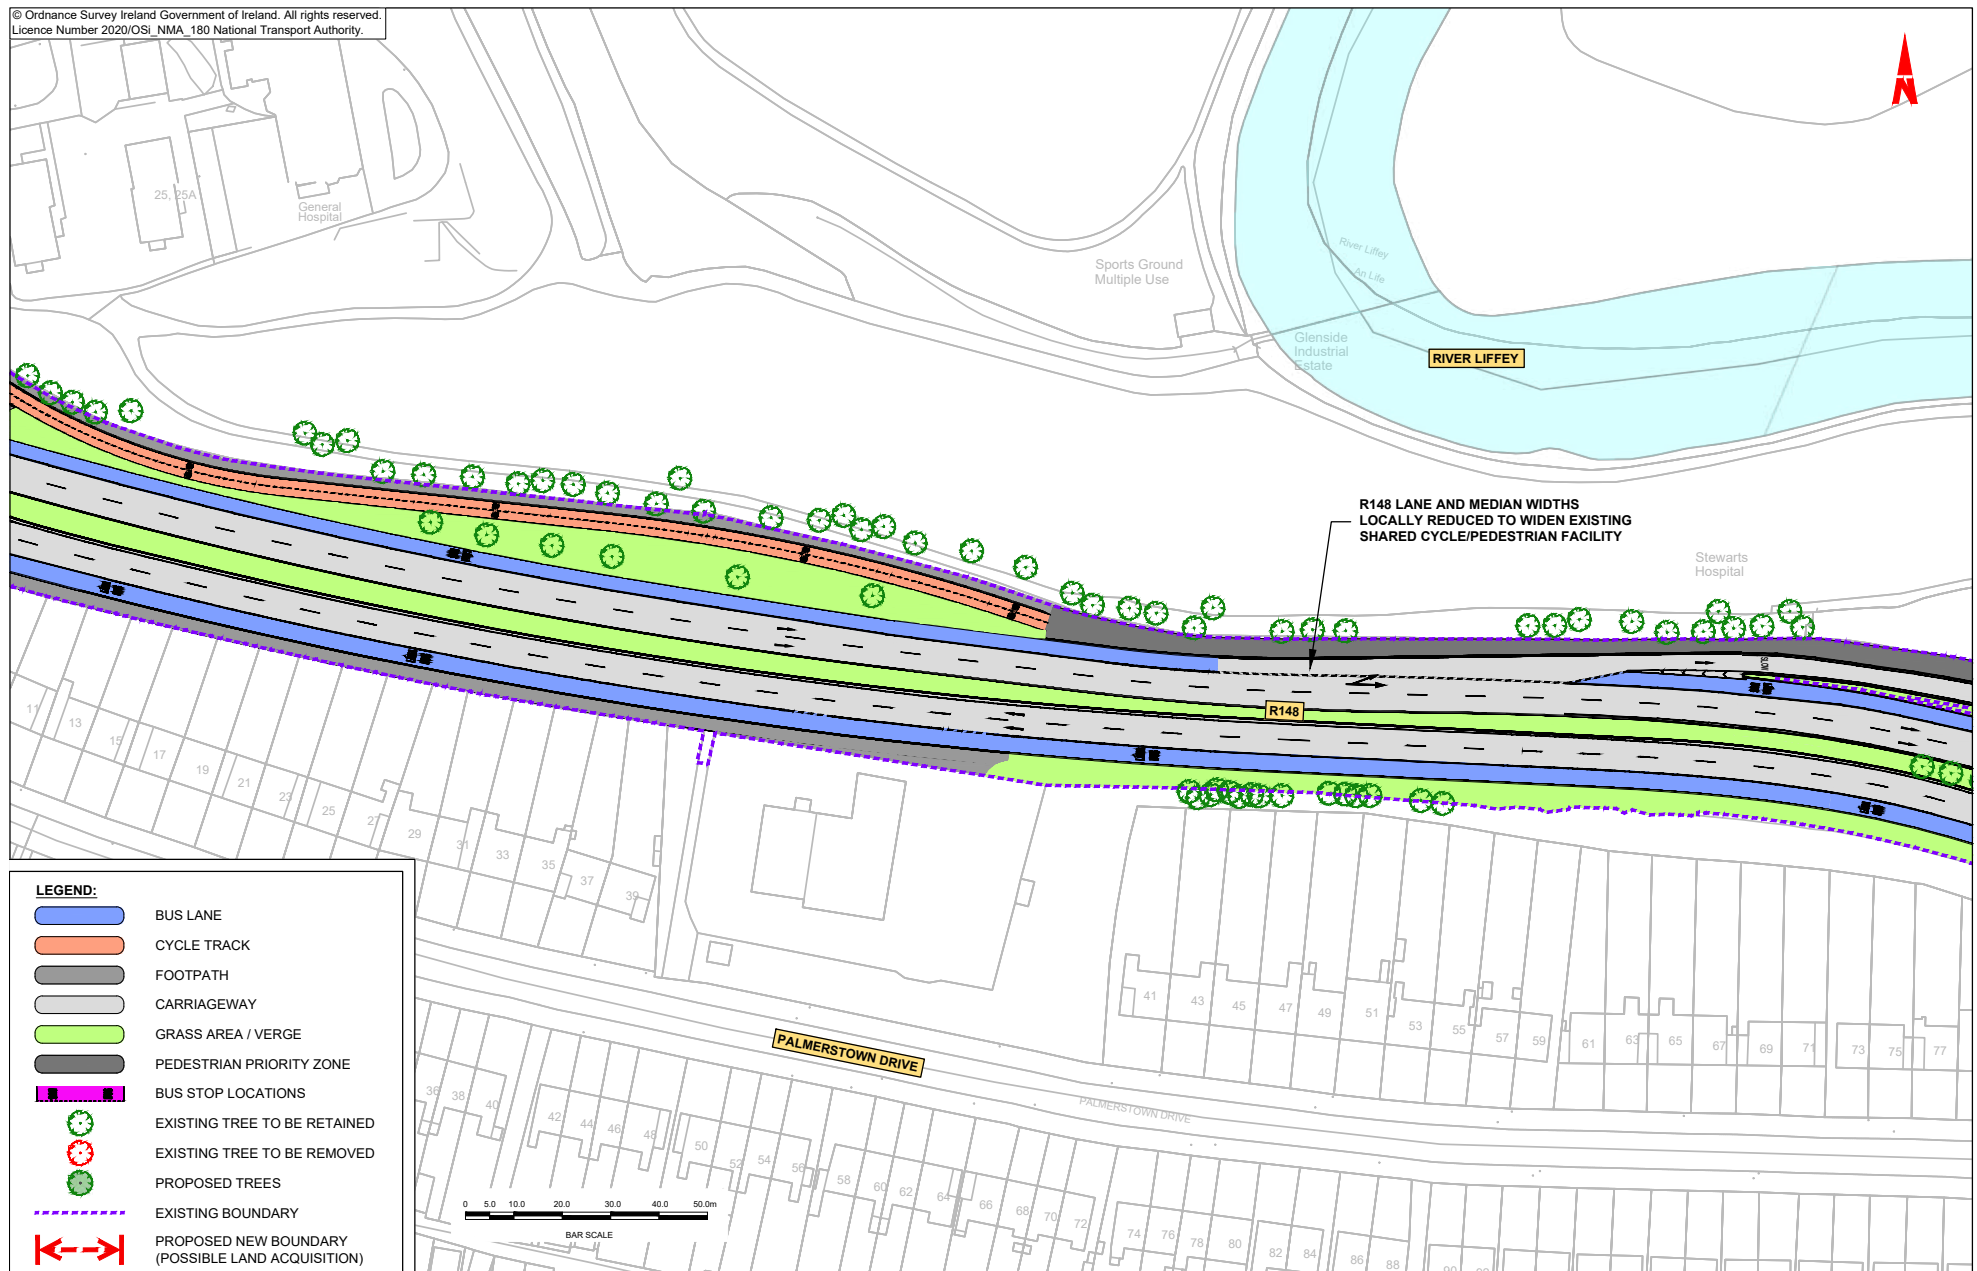 © Ordnance Survey Ireland Government of Ireland. All rights reserved.
Licence Number 2020/OSi_NMA_180 National Transport Authority.
N
25, 25A
General
Hospital
Sports Ground
Multiple Use
River Liffey
An Life
Glenside
Industrial
Estate
RIVER LIFFEY
R148 LANE AND MEDIAN WIDTHS
LOCALLY REDUCED TO WIDEN EXISTING
SHARED CYCLE/PEDESTRIAN FACILITY
Stewarts
Hospital
SLOW
R148
11
13
15
17
19
21
23
25
27
29
31
33
35
37
39
41
43
45
47
49
51
53
55
57
59
61
63
65
67
69
71
73
75
77
PALMERSTOWN DRIVE
PALMERSTOWN DRIVE
36
38
40
42
44
46
48
50
52
54
56
58
60
62
64
66
68
70
72
74
76
78
80
82
84
86
88
90
LEGEND:
BUS LANE
CYCLE TRACK
FOOTPATH
CARRIAGEWAY
GRASS AREA / VERGE
PEDESTRIAN PRIORITY ZONE
BUS STOP LOCATIONS
EXISTING TREE TO BE RETAINED
EXISTING TREE TO BE REMOVED
PROPOSED TREES
EXISTING BOUNDARY
PROPOSED NEW BOUNDARY
(POSSIBLE LAND ACQUISITION)
0 5.0 10.0 20.0 30.0 40.0 50.0m
BAR SCALE